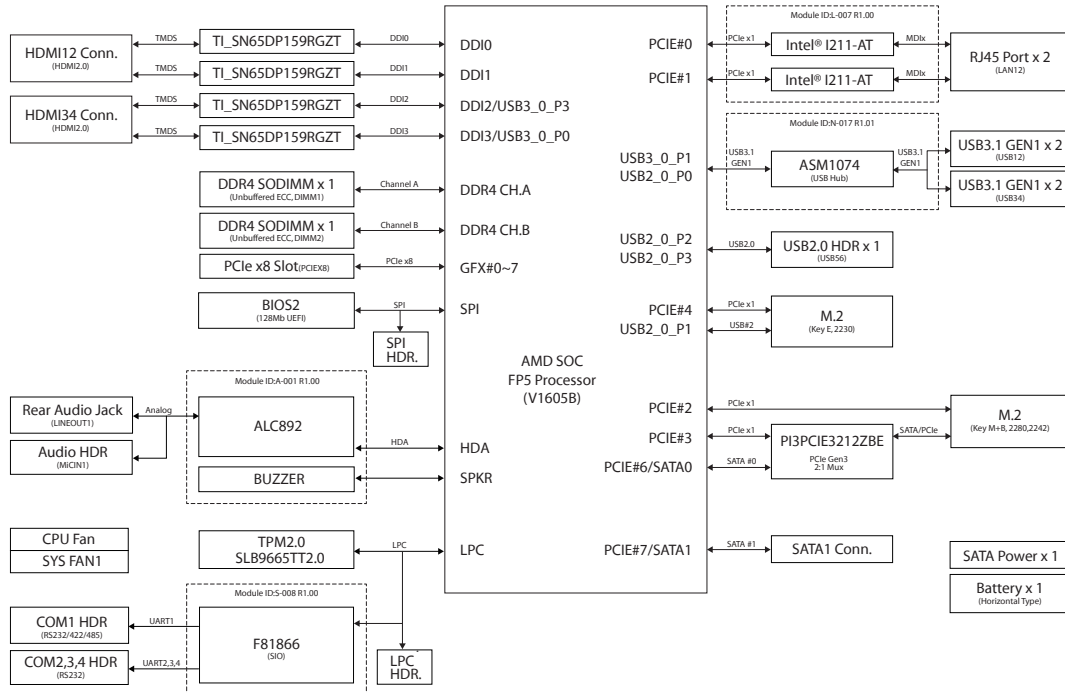 Module ID:L-007 R1.00
HDMI12 Conn.
(HDMI2.0)
TMDS
TI_SN65DP159RGZT
DDI0
DDI0
TMDS
TI_SN65DP159RGZT
DDI1
DDI1
HDMI34 Conn.
(HDMI2.0)
TMDS
TI_SN65DP159RGZT
DDI2
DDI2/USB3_0_P3
TMDS
TI_SN65DP159RGZT
DDI3
DDI3/USB3_0_P0
DDR4 SODIMM x 1
(Unbuffered ECC, DIMM1)
Channel A
DDR4 CH.A
DDR4 SODIMM x 1
(Unbuffered ECC, DIMM2)
Channel B
DDR4 CH.B
PCIe x8 Slot(PCIEX8)
PCIe x8
GFX#0~7
BIOS2
(128Mb UEFI)
SPI
SPI
SPI
HDR.
Module ID:A-001 R1.00
Rear Audio Jack
(LINEOUT1)
Analog
ALC892
Audio HDR
(MiCIN1)
HDA
HDA
BUZZER
SPKR
CPU Fan
SYS FAN1
TPM2.0
SLB9665TT2.0
LPC
LPC
Module ID:S-008 R1.00
COM1 HDR
(RS232/422/485)
UART1
F81866
(SIO)
COM2,3,4 HDR
(RS232)
UART2,3,4
LPC
HDR.
AMD SOC
FP5 Processor
(V1605B)
PCIE#0
PCIe x1
Intel® I211-AT
MDIx
PCIE#1
PCIe x1
Intel® I211-AT
MDIx
RJ45 Port x 2
(LAN12)
Module ID:N-017 R1.01
USB3_0_P1
USB2_0_P0
USB3.1
GEN1
ASM1074
(USB Hub)
USB3.1
GEN1
USB3.1 GEN1 x 2
(USB12)
USB3.1 GEN1 x 2
(USB34)
USB2_0_P2
USB2_0_P3
USB2.0
USB2.0 HDR x 1
(USB56)
PCIE#4
PCIe x1
USB2_0_P1
USB#2
M.2
(Key E, 2230)
PCIE#2
PCIe x1
M.2
(Key M+B, 2280,2242)
PCIE#3
PCIe x1
PI3PCIE3212ZBE
PCIe Gen3
2:1 Mux
SATA/PCIe
PCIE#6/SATA0
SATA #0
PCIE#7/SATA1
SATA #1
SATA1 Conn.
SATA Power x 1
Battery x 1
(Horizontal Type)